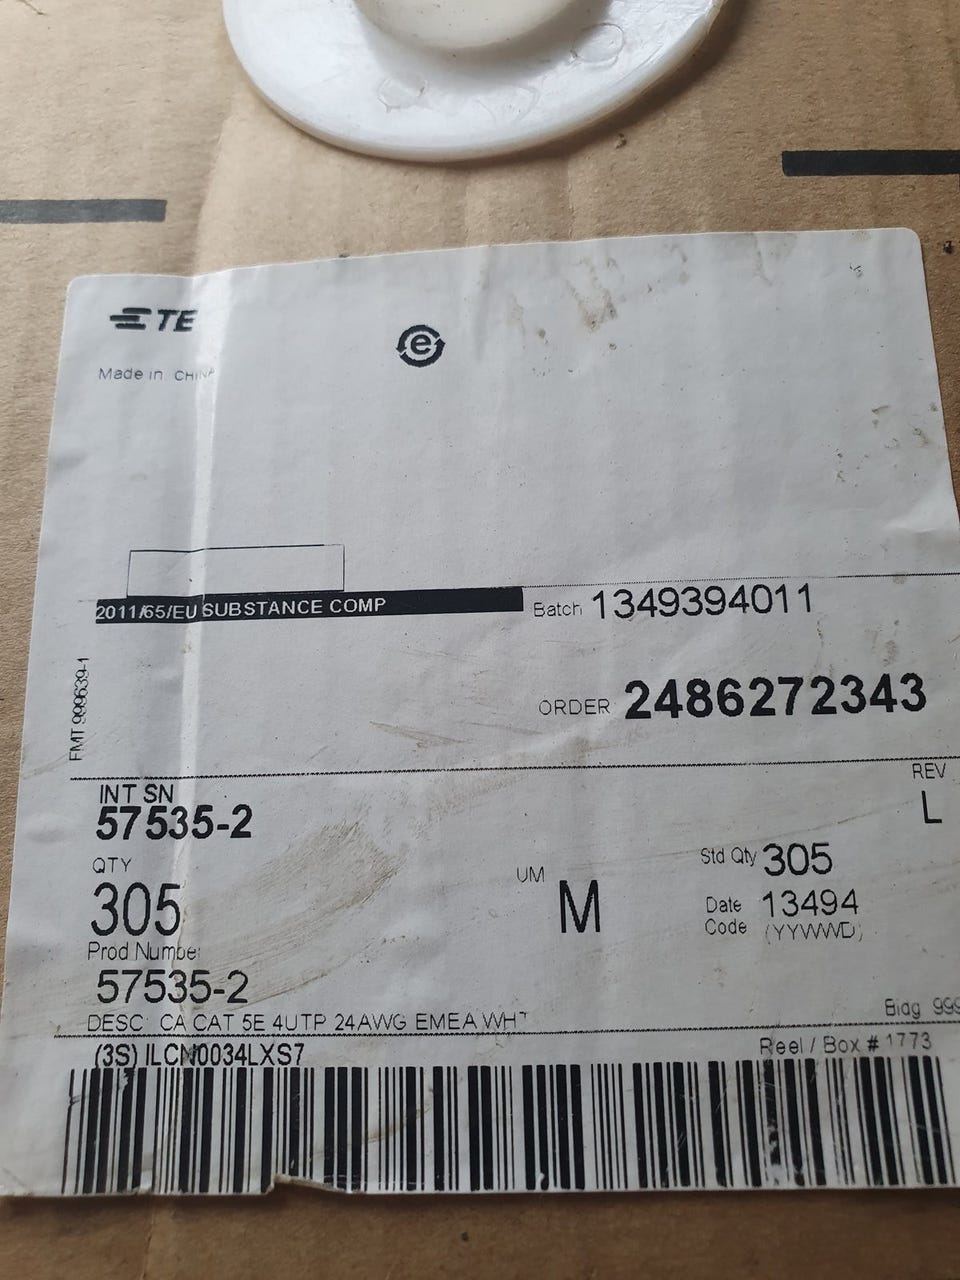 TE
e
Made in CHINA
2011/65/EU SUBSTANCE COMP
Batch 1349394011
ORDER 2486272343
FMT 999639-1
INT SN
57535-2
REV
L
QTY
305
UM
M
Std Qty 305
Date Code 13494
(YYWWD)
Prod Number
57535-2
DESC CA CAT 5E 4UTP 24AWG EMEA WHT
Bldg 999
(3S) ILCN0034LXS7
Reel / Box # 1773